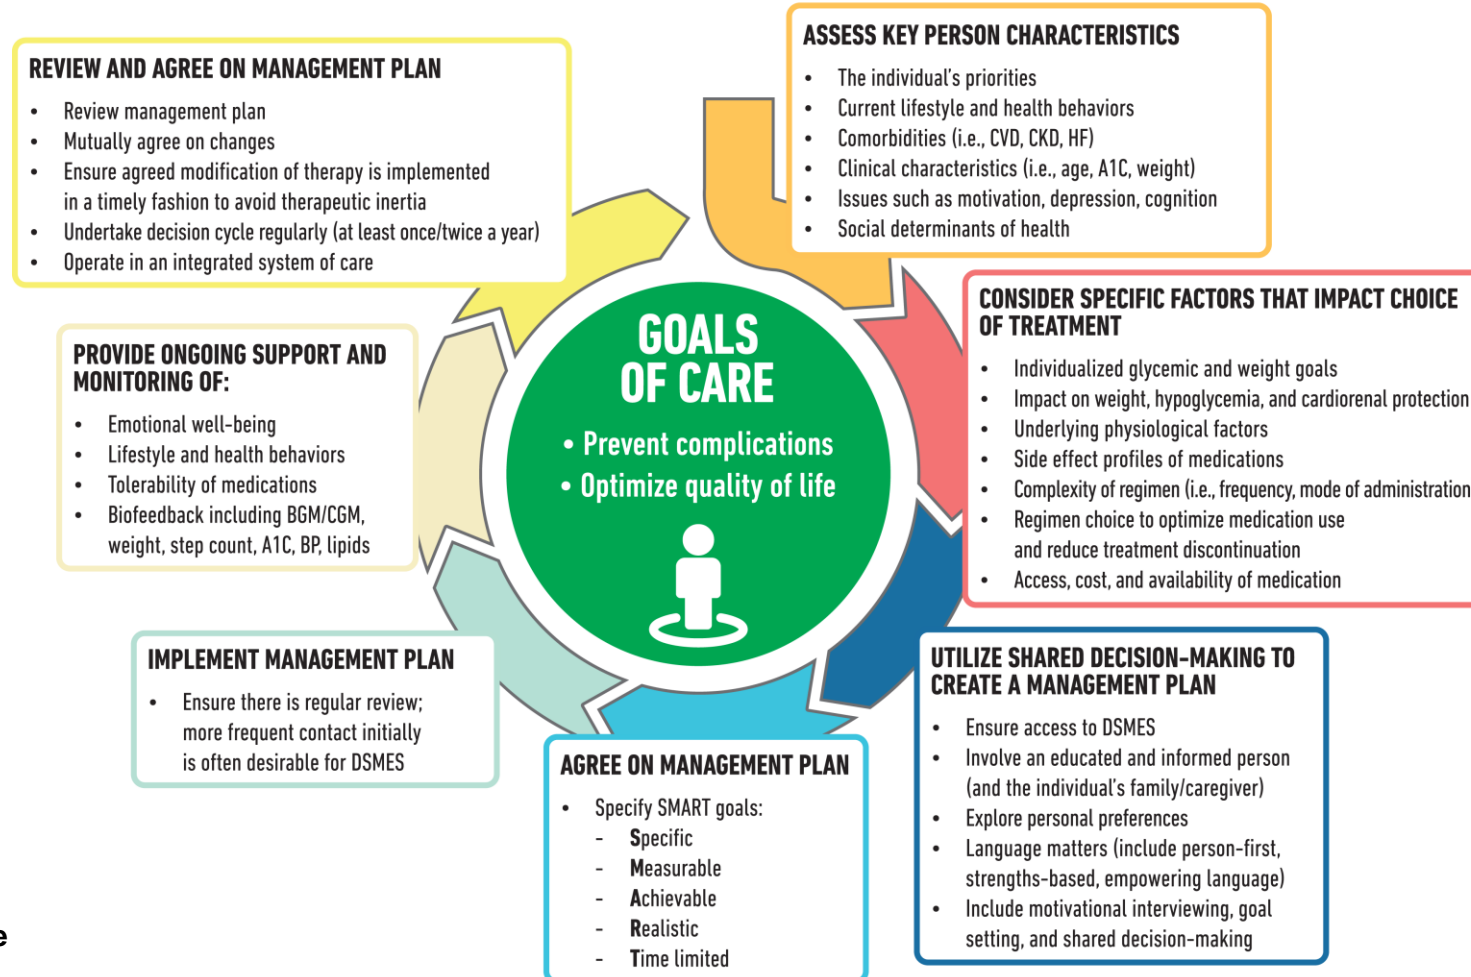 REVIEW AND AGREE ON MANAGEMENT PLAN
• Review management plan
• Mutually agree on changes
• Ensure agreed modification of therapy is implemented
in a timely fashion to avoid therapeutic inertia
• Undertake decision cycle regularly (at least once/twice a year)
• Operate in an integrated system of care
ASSESS KEY PERSON CHARACTERISTICS
• The individual's priorities
• Current lifestyle and health behaviors
• Comorbidities (i.e., CVD, CKD, HF)
• Clinical characteristics (i.e., age, A1C, weight)
• Issues such as motivation, depression, cognition
• Social determinants of health
CONSIDER SPECIFIC FACTORS THAT IMPACT CHOICE
OF TREATMENT
• Individualized glycemic and weight goals
• Impact on weight, hypoglycemia, and cardiorenal protection
• Underlying physiological factors
• Side effect profiles of medications
• Complexity of regimen (i.e., frequency, mode of administration
• Regimen choice to optimize medication use
and reduce treatment discontinuation
• Access, cost, and availability of medication
UTILIZE SHARED DECISION-MAKING TO
CREATE A MANAGEMENT PLAN
• Ensure access to DSMES
• Involve an educated and informed person
(and the individual's family/caregiver)
• Explore personal preferences
• Language matters (include person-first,
strengths-based, empowering language)
• Include motivational interviewing, goal
setting, and shared decision-making
AGREE ON MANAGEMENT PLAN
• Specify SMART goals:
- Specific
- Measurable
- Achievable
- Realistic
- Time limited
IMPLEMENT MANAGEMENT PLAN
• Ensure there is regular review;
more frequent contact initially
is often desirable for DSMES
PROVIDE ONGOING SUPPORT AND
MONITORING OF:
• Emotional well-being
• Lifestyle and health behaviors
• Tolerability of medications
• Biofeedback including BGM/CGM,
weight, step count, A1C, BP, lipids
GOALS
OF CARE
• Prevent complications
• Optimize quality of life
e